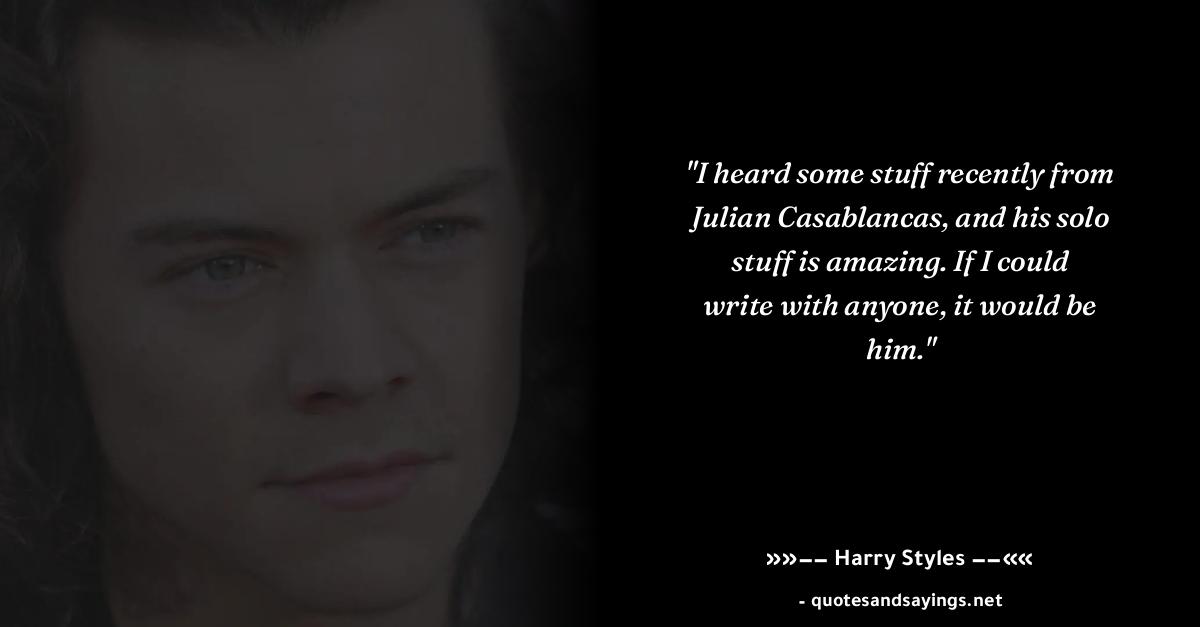 "I heard some stuff recently from
Julian Casablancas, and his solo
stuff is amazing. If I could
write with anyone, it would be
him."
»»–– Harry Styles ––««
- quotesandsayings.net